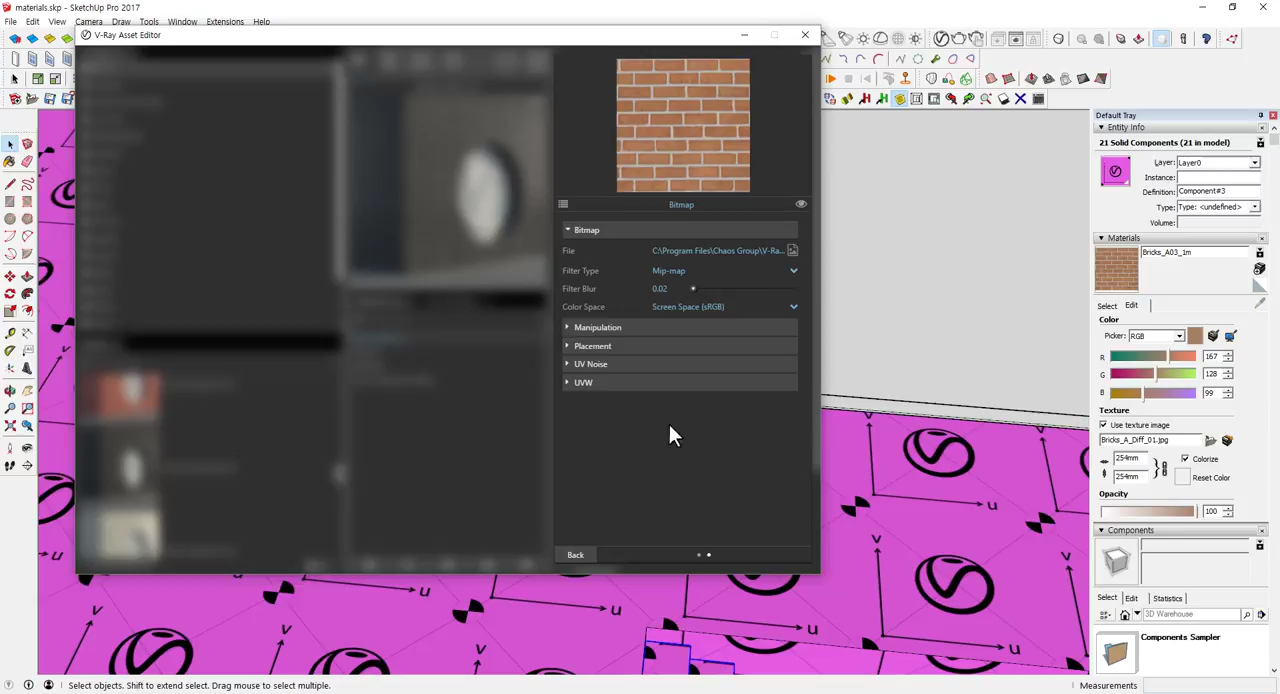 materials.skp - SketchUp Pro 2017
File Edit View Camera Draw Tools Window Extensions Help
V-Ray Asset Editor
Bitmap
Bitmap
File C:\Program Files\Chaos Group\V-Ra...
Filter Type Mip-map
Filter Blur 0.02
Color Space Screen Space (sRGB)
Manipulation
Placement
UV Noise
UVW
Back
Default Tray
Entity Info
21 Solid Components (21 in model)
Layer: Layer0
Instance:
Definition: Component#3
Type: Type: <undefined>
Volume:
Materials
Bricks_A03_1m
Select Edit
Color
Picker: RGB
R 167
G 128
B 99
Texture
Use texture image
Bricks_A_Diff_01.jpg
254mm Colorize
254mm Reset Color
Opacity
100
Components
Select Edit Statistics
3D Warehouse
Components Sampler
v
v
u
v
u
v
u
v
u
v
u
v
u
u
Select objects. Shift to extend select. Drag mouse to select multiple.
Measurements